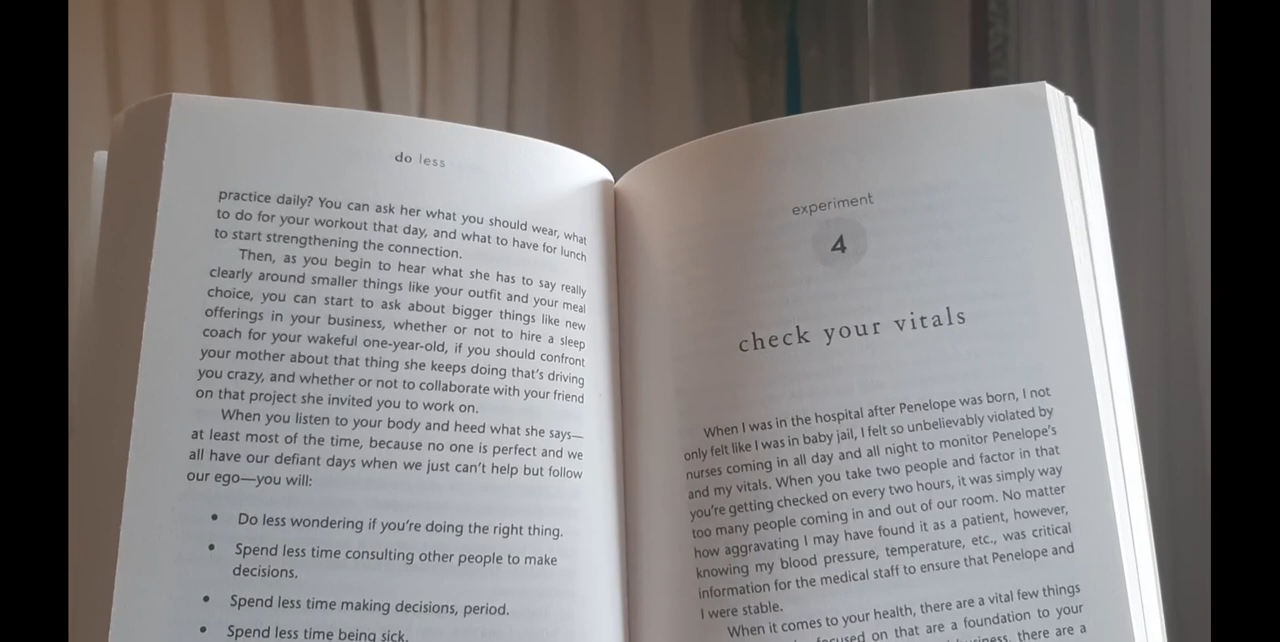 do less
practice daily? You can ask her what you should wear, what
to do for your workout that day, and what to have for lunch
to start strengthening the connection.
Then, as you begin to hear what she has to say really
clearly around smaller things like your outfit and your meal
choice, you can start to ask about bigger things like new
offerings in your business, whether or not to hire a sleep
coach for your wakeful one-year-old, if you should confront
your mother about that thing she keeps doing that's driving
you crazy, and whether or not to collaborate with your friend
on that project she invited you to work on.
When you listen to your body and heed what she says—
at least most of the time, because no one is perfect and we
all have our defiant days when we just can't help but follow
our ego—you will:
• Do less wondering if you're doing the right thing.
• Spend less time consulting other people to make
decisions.
• Spend less time making decisions, period.
• Spend less time being sick.
experiment
4
check your vitals
When I was in the hospital after Penelope was born, I not
only felt like I was in baby jail, I felt so unbelievably violated by
nurses coming in all day and all night to monitor Penelope's
and my vitals. When you take two people and factor in that
you're getting checked on every two hours, it was simply way
too many people coming in and out of our room. No matter
how aggravating I may have found it as a patient, however,
knowing my blood pressure, temperature, etc., was critical
information for the medical staff to ensure that Penelope and
I were stable.
When it comes to your health, there are a vital few things
focused on that are a foundation to your
there are a